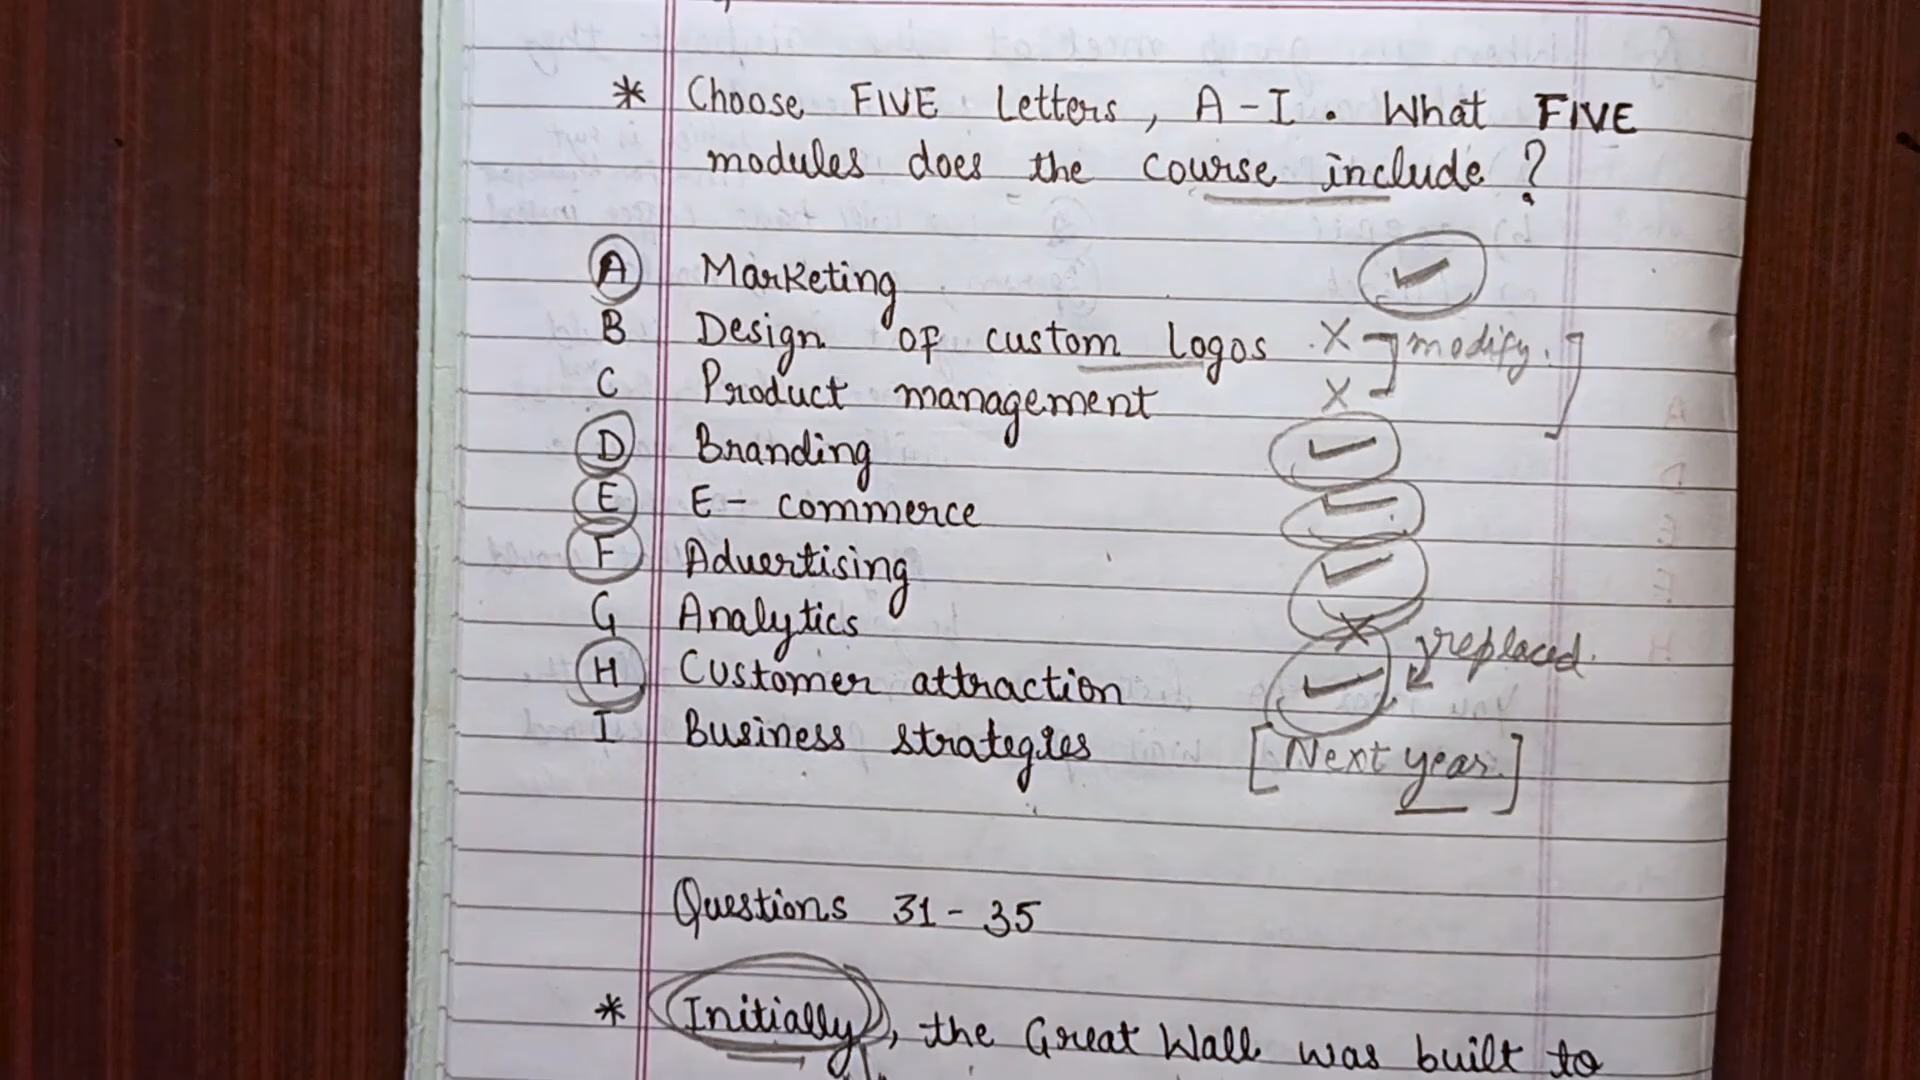 * Choose FIVE Letters, A-I. What FIVE
modules does the course include?
A Marketing
B Design of custom logos X modify.
C Product management X
D Branding
E E- commerce
F Advertising
G Analytics X replaced.
H Customer attraction
I Business strategies [Next year]
Questions 31-35
* Initially, the Great Wall was built to